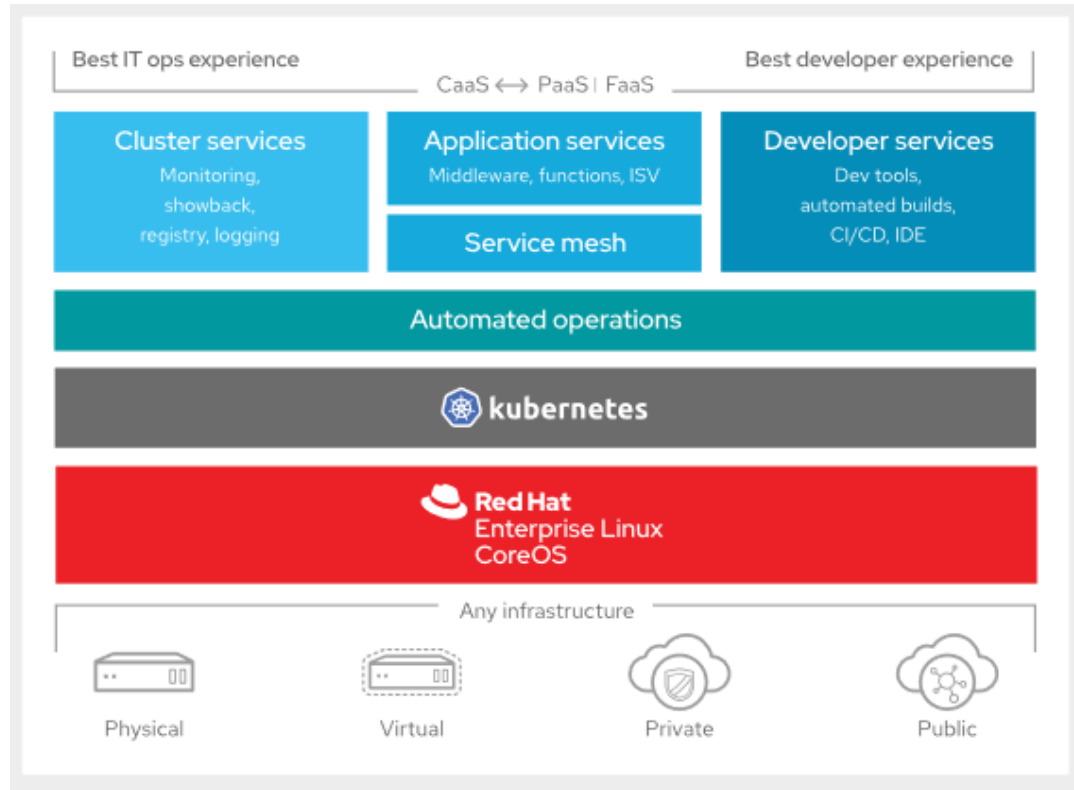 Best IT ops experience
Best developer experience
CaaS ↔ PaaS | FaaS
Cluster services
Monitoring,
showback,
registry, logging
Application services
Middleware, functions, ISV
Service mesh
Developer services
Dev tools,
automated builds,
CI/CD, IDE
Automated operations
kubernetes
Red Hat
Enterprise Linux
CoreOS
Any infrastructure
Physical
Virtual
Private
Public